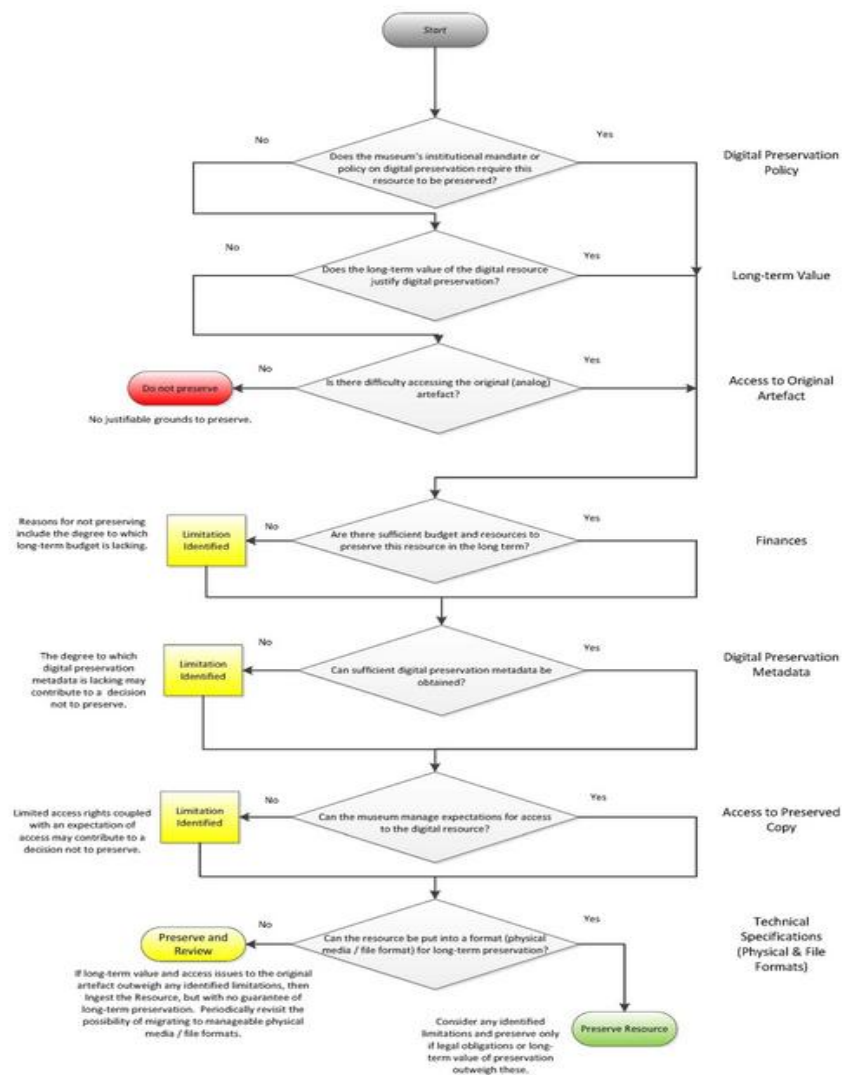 Start
No
Yes
Does the museum's institutional mandate or
policy on digital preservation require this
resource to be preserved?
Digital Preservation
Policy
No
Yes
Does the long-term value of the digital resource
justify digital preservation?
Long-term Value
No
Yes
Do not preserve
Is there difficulty accessing the original (analog)
artefact?
Access to Original
Artefact
No justifiable grounds to preserve.
Reasons for not preserving
include the degree to which
long-term budget is lacking.
Limitation
Identified
No
Yes
Are there sufficient budget and resources to
preserve this resource in the long term?
Finances
The degree to which
digital preservation
metadata is lacking may
contribute to a decision
not to preserve.
Limitation
Identified
No
Yes
Can sufficient digital preservation metadata be
obtained?
Digital Preservation
Metadata
Limited access rights coupled
with an expectation of
access may contribute to a
decision not to preserve.
Limitation
Identified
No
Yes
Can the museum manage expectations for access
to the digital resource?
Access to Preserved
Copy
No
Yes
Preserve and
Review
Can the resource be put into a format (physical
media / file format) for long-term preservation?
Technical
Specifications
(Physical & File
Formats)
If long-term value and access issues to the original
artefact outweigh any identified limitations, then
Ingest the Resource, but with no guarantee of
long-term preservation. Periodically revisit the
possibility of migrating to manageable physical
media / file formats.
Consider any identified
limitations and preserve only
if legal obligations or long-
term value of preservation
outweigh these.
Preserve Resource